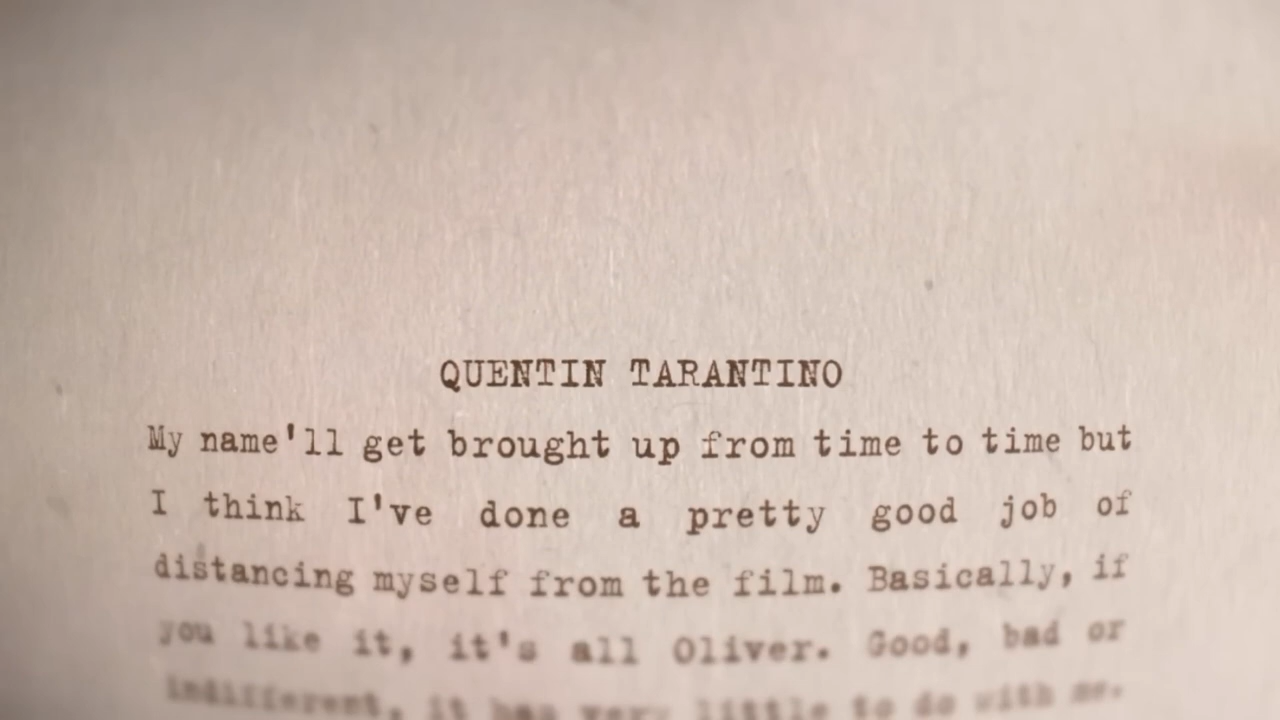 QUENTIN TARANTINO
My name'll get brought up from time to time but
I think I've done a pretty good job of
distancing myself from the film. Basically, if
you like it, it's all Oliver. Good, bad or
indifferent, it has very little to do with me.